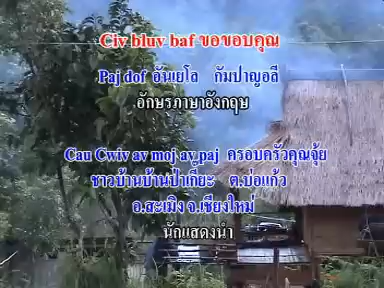 Civ bluv baf ขอขอบคุณ
Paj dof อันเยโล กัมปาญอลี
อักษรภาษาอังกฤษ
Cau Cwiv av moj av paj ครอบครัวคุณจุ้ย
ชาวบ้านบ้านป่าเกี๊ยะ ต.บ่อแก้ว
อ.สะเมิง จ.เชียงใหม่
นักแสดงนำ